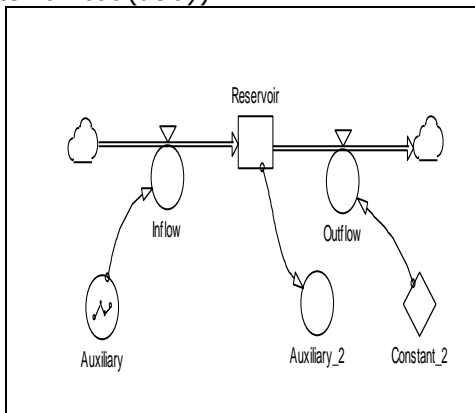 Reservoir
Inflow
Outflow
Auxiliary
Auxiliary_2
Constant_2